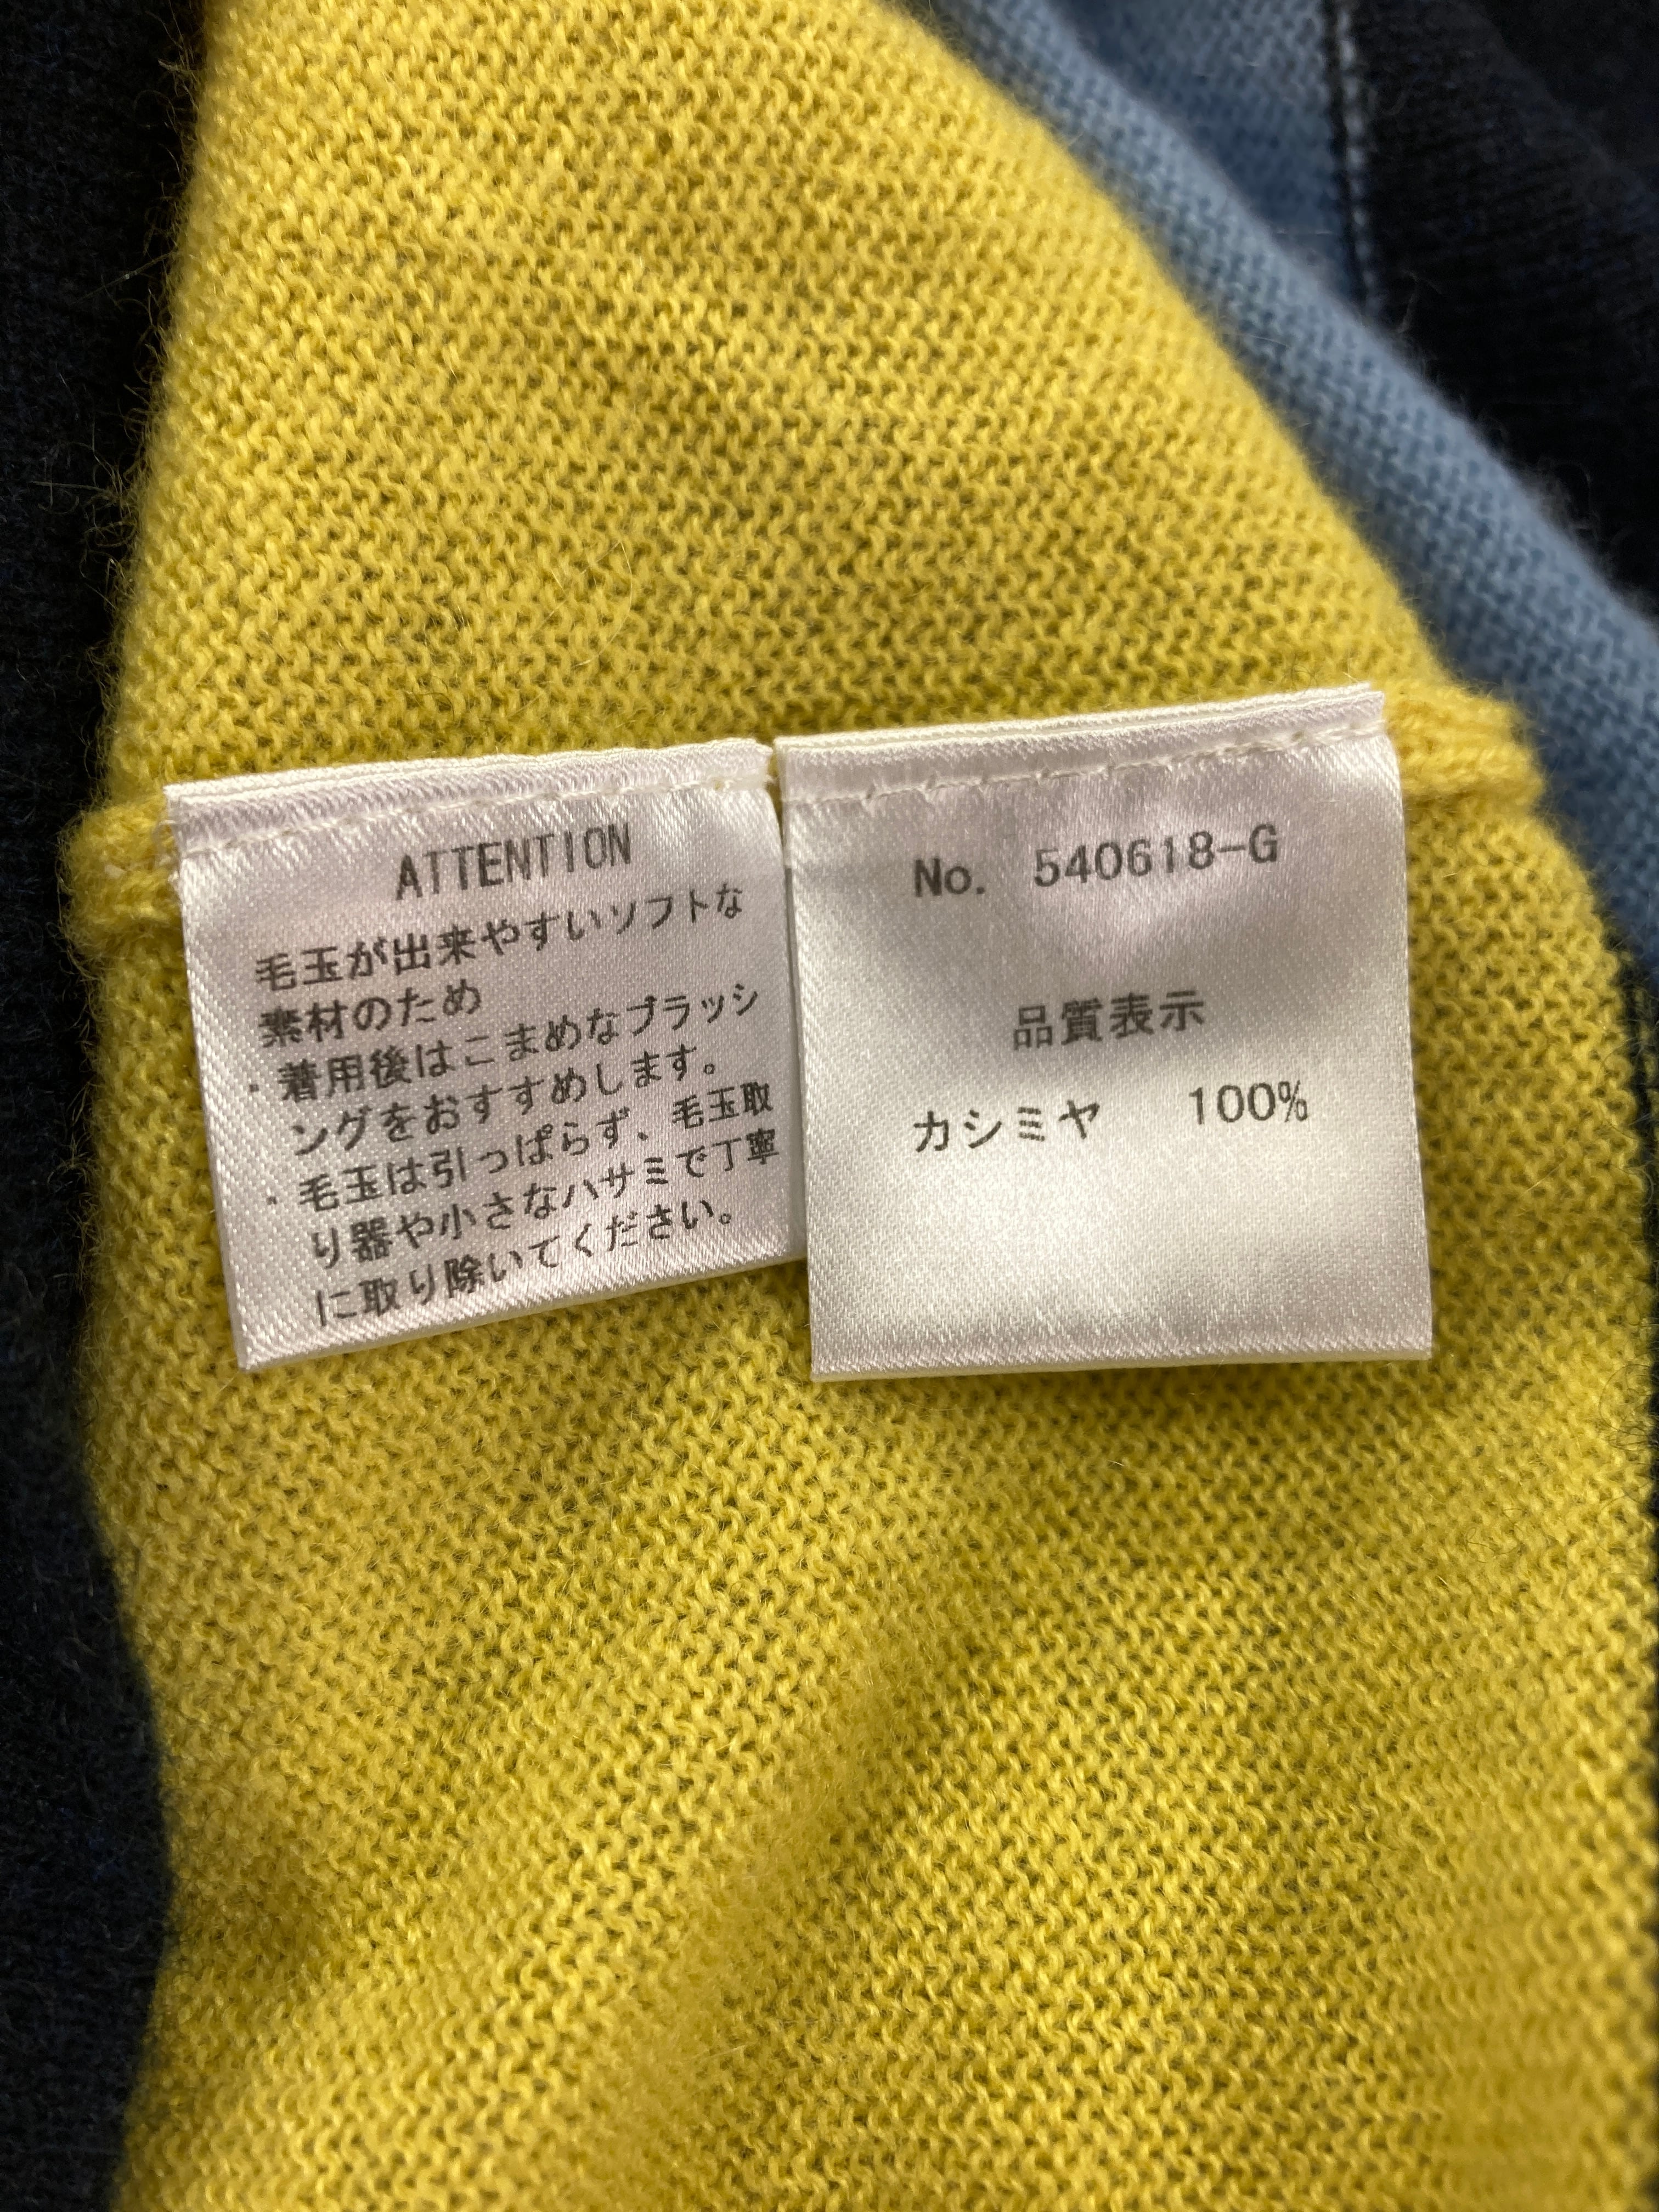 ATTENTION
毛玉が出来やすいソフトな
素材のため
・着用後はこまめなブラッシ
ングをおすすめします。
・毛玉は引っぱらず、毛玉取
り器や小さなハサミで丁寧
に取り除いてください。
No. 540618-G
品質表示
カシミヤ 100%